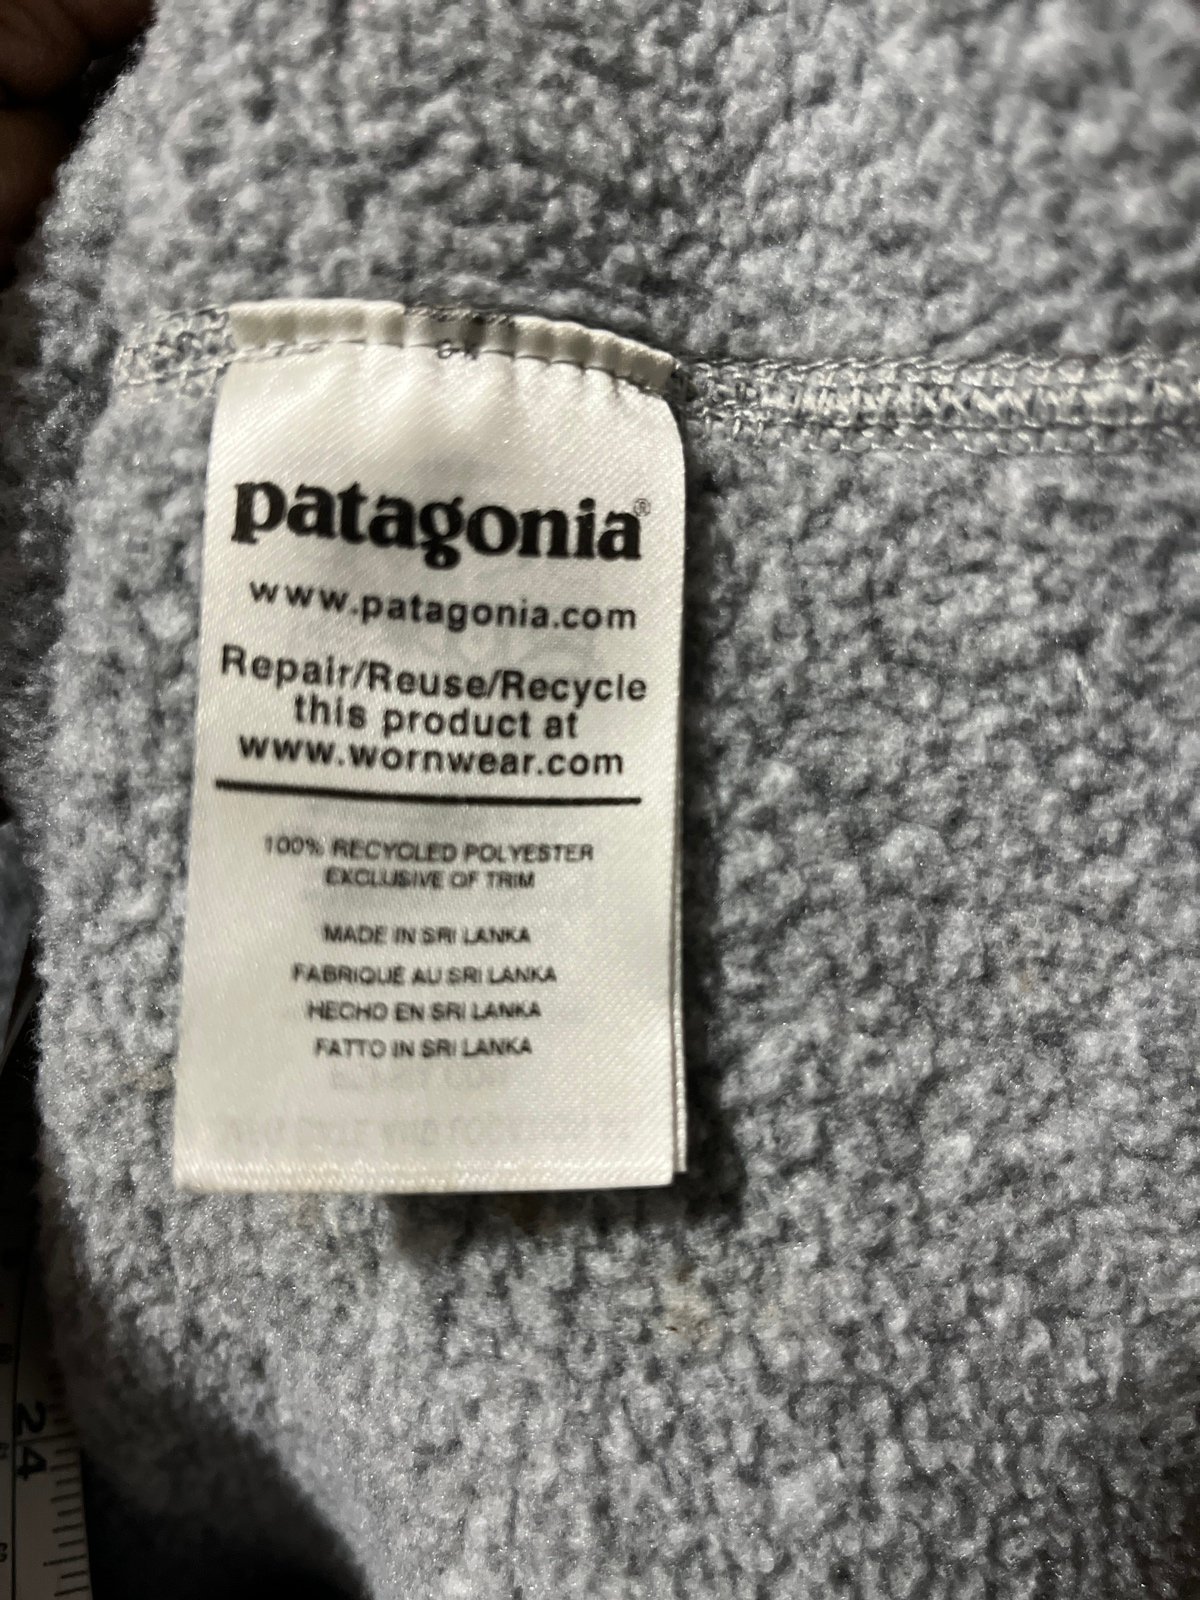 patagonia®
www.patagonia.com
Repair/Reuse/Recycle
this product at
www.wornwear.com
100% RECYCLED POLYESTER
EXCLUSIVE OF TRIM
MADE IN SRI LANKA
FABRIQUÉ AU SRI LANKA
HECHO EN SRI LANKA
FATTO IN SRI LANKA
24